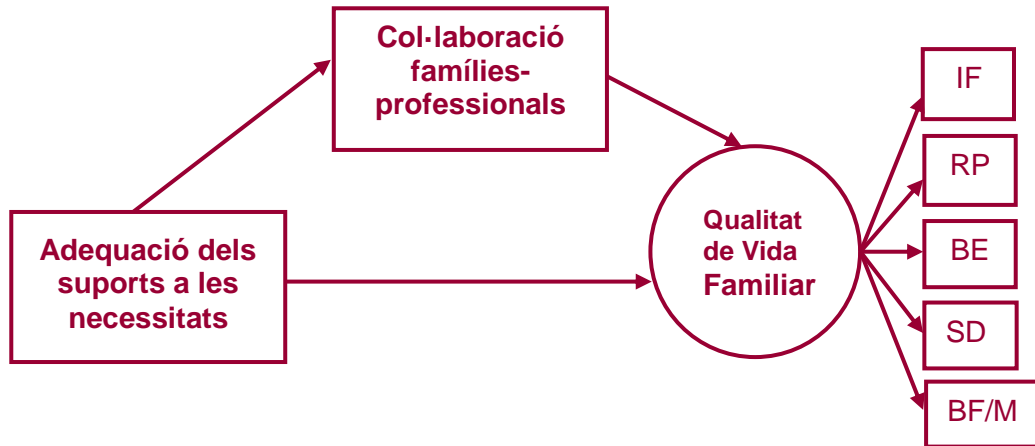 Col·laboració
famílies-
professionals
Adequació dels
suports a les
necessitats
Qualitat
de Vida
Familiar
IF
RP
BE
SD
BF/M